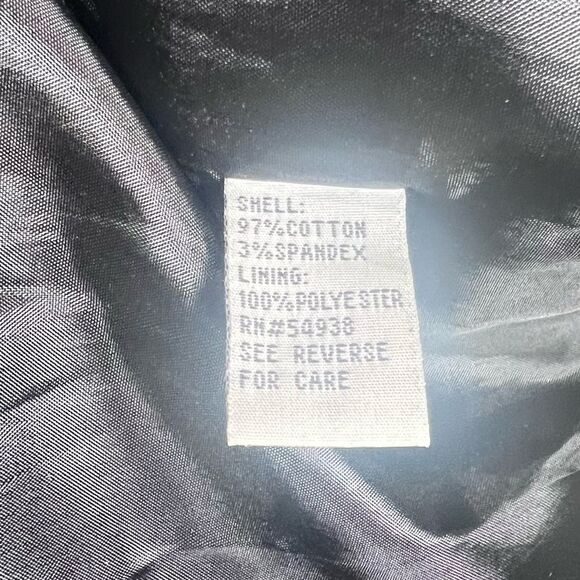 SHELL:
97%COTTON
3%SPANDEX
LINING:
100%POLYESTER
RN#54938
SEE REVERSE
FOR CARE